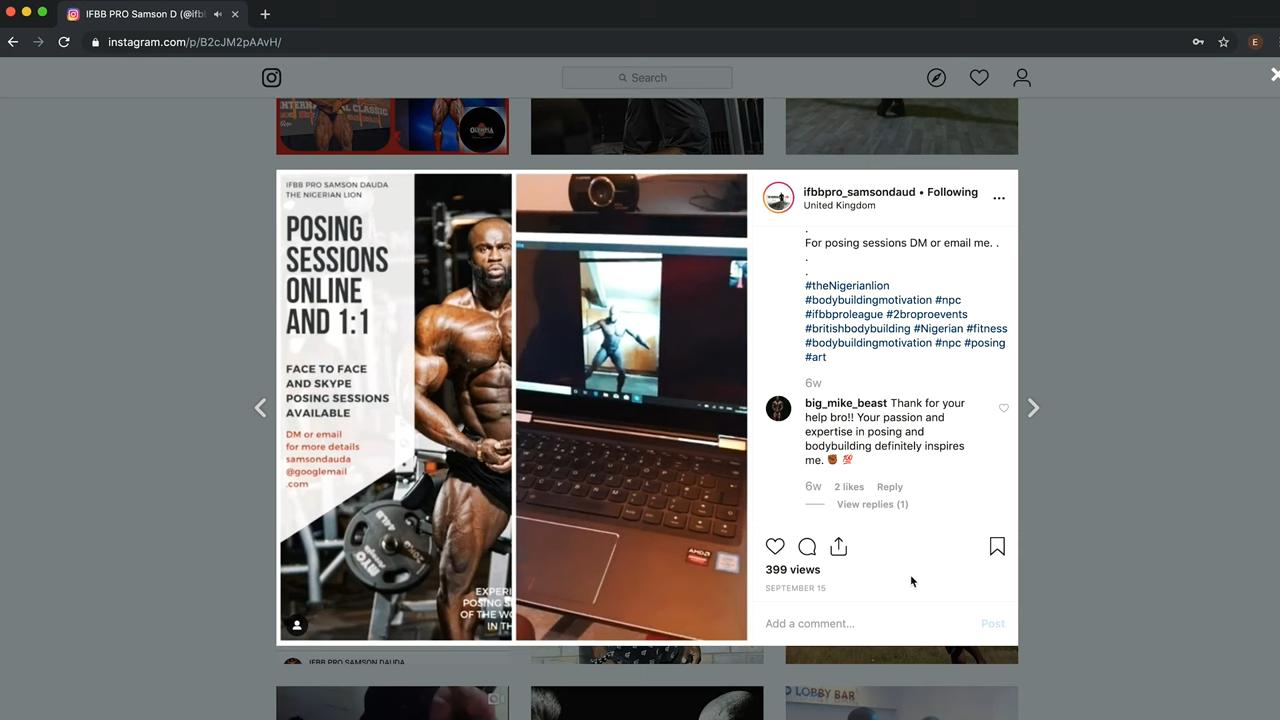 IFBB PRO Samson D (@ifbl
instagram.com/p/B2cJM2pAAvH/
E
Search
OLYMPIA
IFBB PRO SAMSON DAUDA
THE NIGERIAN LION
POSING
SESSIONS
ONLINE
AND 1:1
FACE TO FACE
AND SKYPE
POSING SESSIONS
AVAILABLE
DM or email
for more details
samsondauda
@googlemail
.com
EXPERI
POSING S
OF THE WO
IN TH
AMD
ifbbpro_samsondaud • Following
United Kingdom
.
For posing sessions DM or email me. .
.
.
#theNigerianlion
#bodybuildingmotivation #npc
#ifbbproleague #2broproevents
#britishbodybuilding #Nigerian #fitness
#bodybuildingmotivation #npc #posing
#art
6w
big_mike_beast Thank for your
help bro!! Your passion and
expertise in posing and
bodybuilding definitely inspires
me. ✊🏾 💯
6w 2 likes Reply
View replies (1)
399 views
SEPTEMBER 15
Add a comment... Post
IFBB PRO SAMSON DAUDA
LOBBY BAR